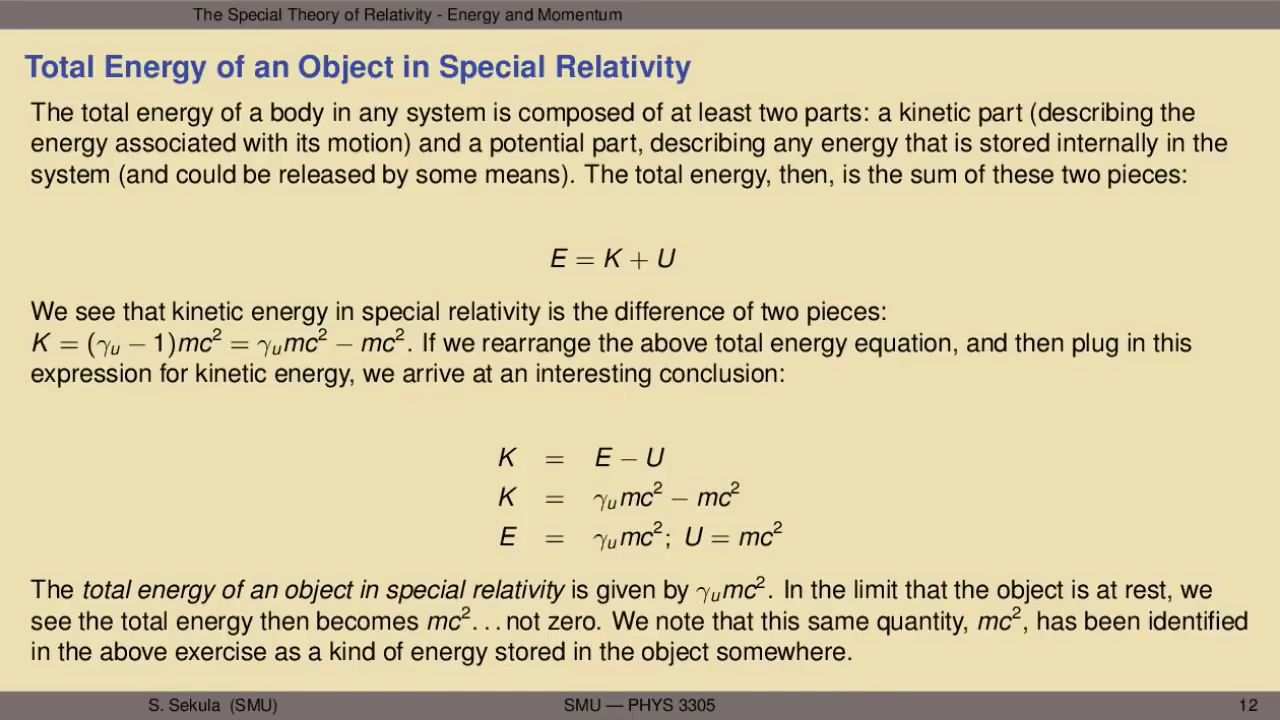 The Special Theory of Relativity - Energy and Momentum
Total Energy of an Object in Special Relativity
The total energy of a body in any system is composed of at least two parts: a kinetic part (describing the
energy associated with its motion) and a potential part, describing any energy that is stored internally in the
system (and could be released by some means). The total energy, then, is the sum of these two pieces:
E = K + U
We see that kinetic energy in special relativity is the difference of two pieces:
K = (γᵤ − 1)mc² = γᵤmc² − mc². If we rearrange the above total energy equation, and then plug in this
expression for kinetic energy, we arrive at an interesting conclusion:
K = E − U
K = γᵤmc² − mc²
E = γᵤmc²; U = mc²
The total energy of an object in special relativity is given by γᵤmc². In the limit that the object is at rest, we
see the total energy then becomes mc²...not zero. We note that this same quantity, mc², has been identified
in the above exercise as a kind of energy stored in the object somewhere.
S. Sekula (SMU) SMU — PHYS 3305 12